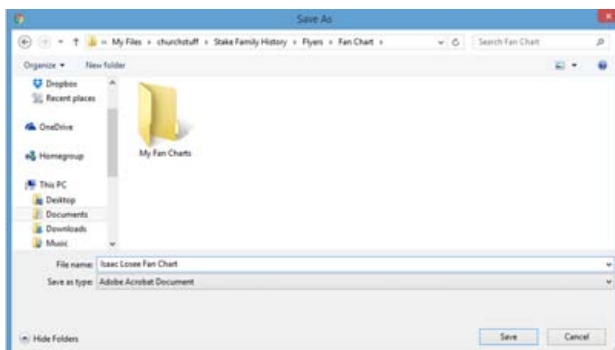 Save As
« My Files ▸ churchstuff ▸ Stake Family History ▸ Flyers ▸ Fan Chart ▸
Search Fan Chart
Organize
New folder
Dropbox
Recent places
OneDrive
Homegroup
This PC
Desktop
Documents
Downloads
Music
My Fan Charts
File name: Isaac Losee Fan Chart
Save as type: Adobe Acrobat Document
Hide Folders
Save
Cancel